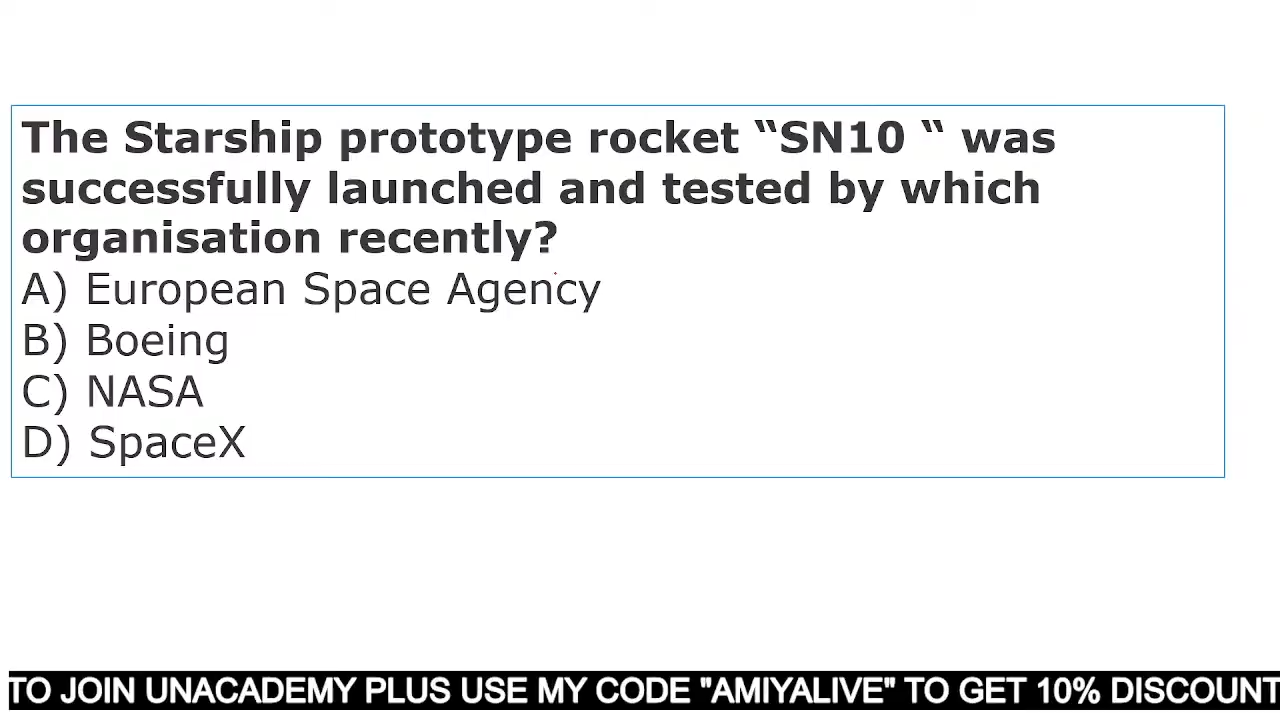 The Starship prototype rocket “SN10 “ was
successfully launched and tested by which
organisation recently?
A) European Space Agency
B) Boeing
C) NASA
D) SpaceX
TO JOIN UNACADEMY PLUS USE MY CODE "AMIYALIVE" TO GET 10% DISCOUNT